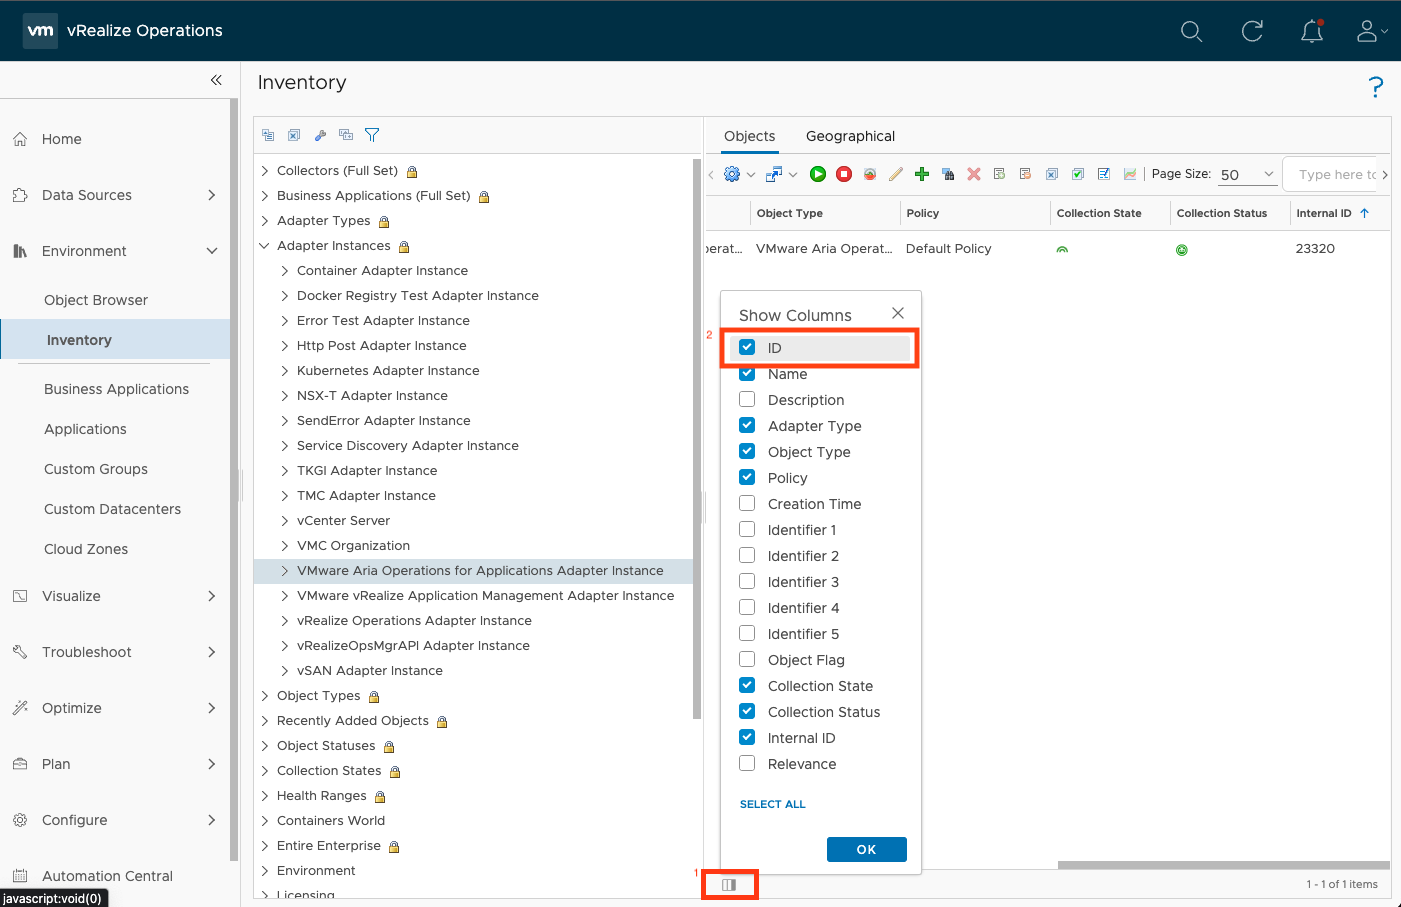 vm vRealize Operations
Inventory
?
Home
Data Sources
Environment
Object Browser
Inventory
Business Applications
Applications
Custom Groups
Custom Datacenters
Cloud Zones
Visualize
Troubleshoot
Optimize
Plan
Configure
Automation Central
javascript:void(0)
Collectors (Full Set)
Business Applications (Full Set)
Adapter Types
Adapter Instances
Container Adapter Instance
Docker Registry Test Adapter Instance
Error Test Adapter Instance
Http Post Adapter Instance
Kubernetes Adapter Instance
NSX-T Adapter Instance
SendError Adapter Instance
Service Discovery Adapter Instance
TKGI Adapter Instance
TMC Adapter Instance
vCenter Server
VMC Organization
VMware Aria Operations for Applications Adapter Instance
VMware vRealize Application Management Adapter Instance
vRealize Operations Adapter Instance
vRealizeOpsMgrAPI Adapter Instance
vSAN Adapter Instance
Object Types
Recently Added Objects
Object Statuses
Collection States
Health Ranges
Containers World
Entire Enterprise
Environment
Licensing
Objects Geographical
Page Size: 50 Type here to
Object Type Policy Collection State Collection Status Internal ID
perat... VMware Aria Operat... Default Policy 23320
Show Columns
2
ID
Name
Description
Adapter Type
Object Type
Policy
Creation Time
Identifier 1
Identifier 2
Identifier 3
Identifier 4
Identifier 5
Object Flag
Collection State
Collection Status
Internal ID
Relevance
SELECT ALL
OK
1
1 - 1 of 1 items